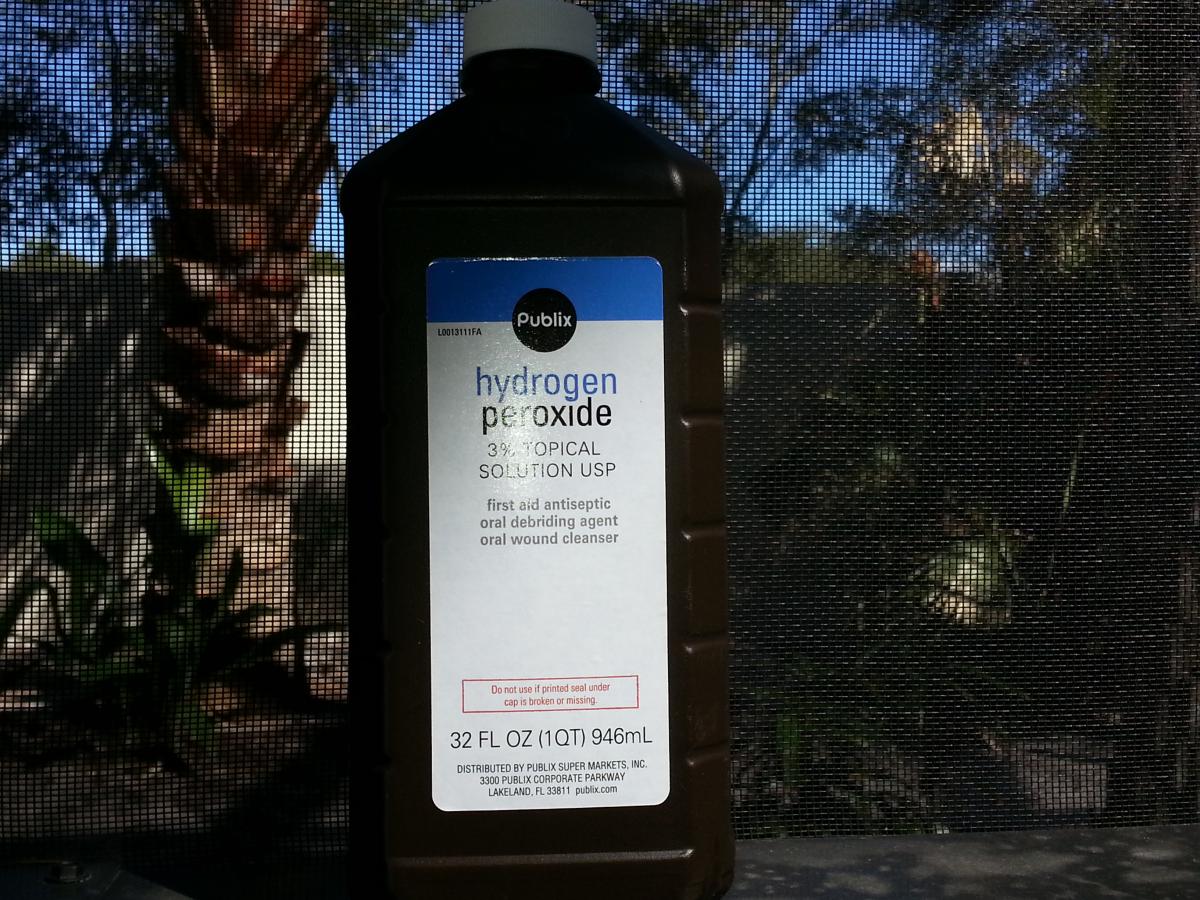 Publix
L0013111FA
hydrogen
peroxide
3% TOPICAL
SOLUTION USP
first aid antiseptic
oral debriding agent
oral wound cleanser
Do not use if printed seal under
cap is broken or missing.
32 FL OZ (1QT) 946mL
DISTRIBUTED BY PUBLIX SUPER MARKETS, INC.
3300 PUBLIX CORPORATE PARKWAY
LAKELAND, FL 33811 publix.com